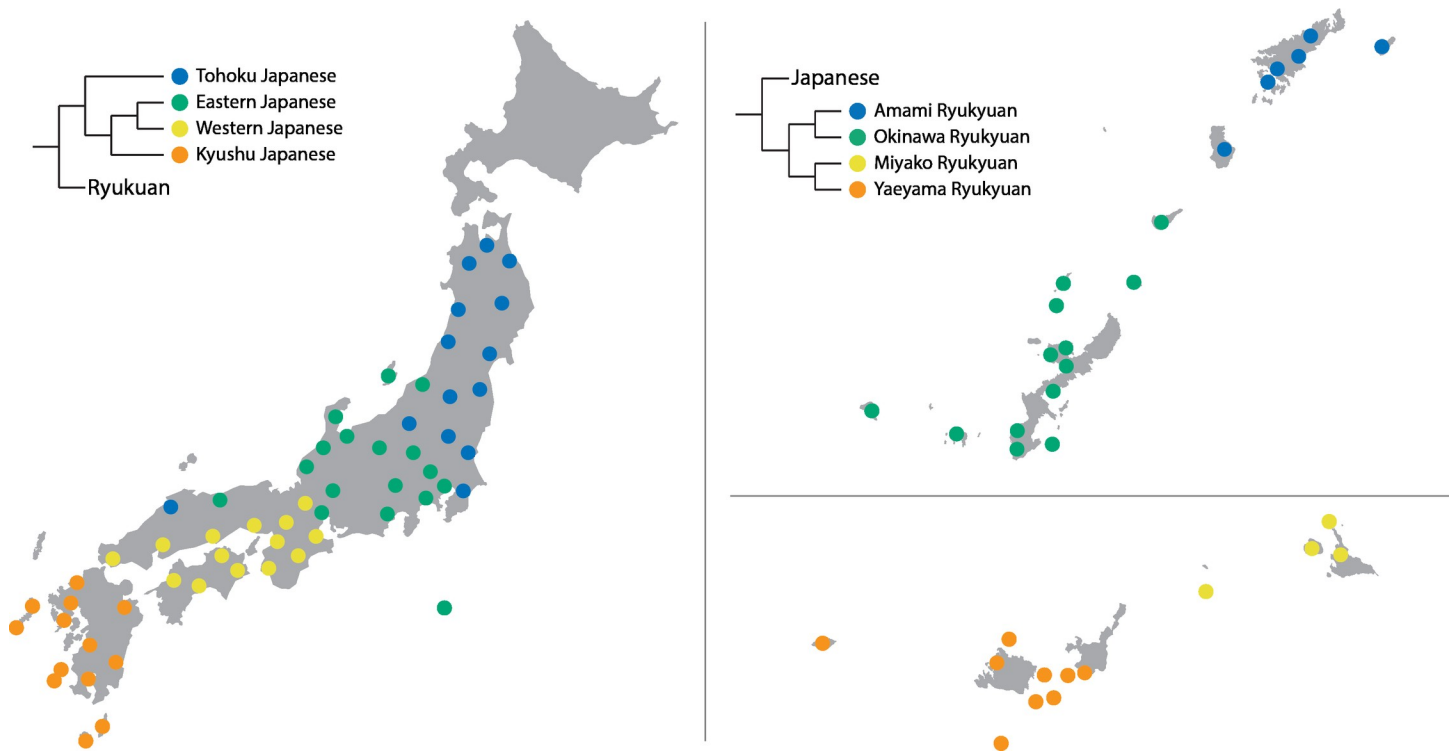 Tohoku Japanese
Eastern Japanese
Western Japanese
Kyushu Japanese
Ryukuan
Japanese
Amami Ryukyuan
Okinawa Ryukyuan
Miyako Ryukyuan
Yaeyama Ryukyuan